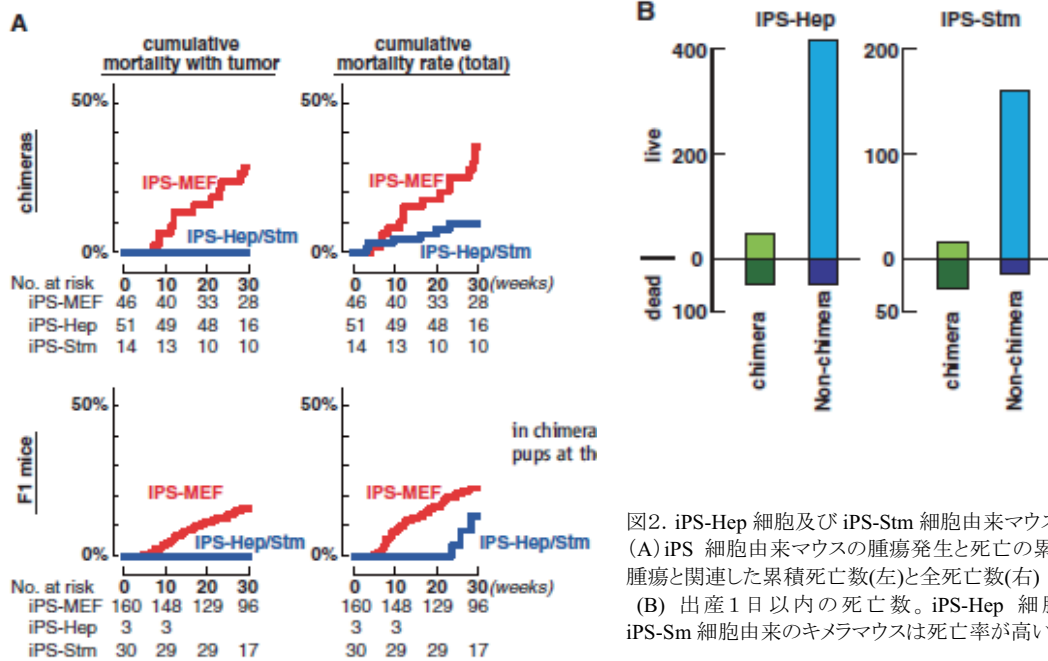 A
cumulative
mortality with tumor
cumulative
mortality rate (total)
chimeras
50%
0%
IPS-MEF
IPS-Hep/Stm
50%
0%
IPS-MEF
IPS-Hep/Stm
No. at risk 0 10 20 30 0 10 20 30 (weeks)
iPS-MEF 46 40 33 28 46 40 33 28
iPS-Hep 51 49 48 16 51 49 48 16
iPS-Stm 14 13 10 10 14 13 10 10
F1 mice
50%
0%
IPS-MEF
IPS-Hep/Stm
50%
0%
IPS-MEF
IPS-Hep/Stm
No. at risk 0 10 20 30 0 10 20 30 (weeks)
iPS-MEF 160 148 129 96 160 148 129 96
iPS-Hep 3 3 3 3
iPS-Stm 30 29 29 17 30 29 29 17
in chimera
pups at th
B
IPS-Hep
IPS-Stm
live
dead
400
200
0
100
chimera
Non-chimera
200
100
0
50
chimera
Non-chimera
図2. iPS-Hep 細胞及び iPS-Stm 細胞由来マウス
(A) iPS 細胞由来マウスの腫瘍発生と死亡の累
腫瘍と関連した累積死亡数(左)と全死亡数(右)
(B) 出産1日以内の死亡数。iPS-Hep 細
iPS-Sm 細胞由来のキメラマウスは死亡率が高い